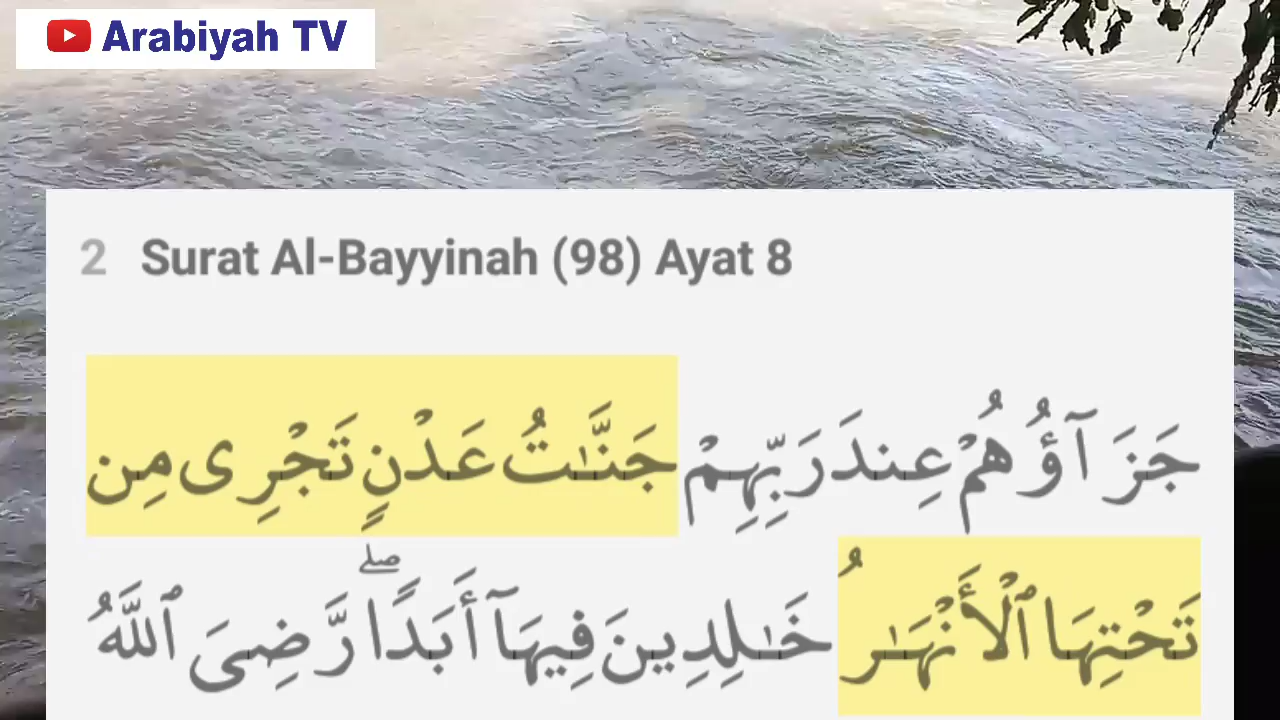 Arabiyah TV
2 Surat Al-Bayyinah (98) Ayat 8
جَزَآؤُهُمْ عِندَ رَبِّهِمْ جَنَّـٰتُ عَدْنٍ تَجْرِى مِن
تَحْتِهَا ٱلْأَنْهَـٰرُ خَـٰلِدِينَ فِيهَآ أَبَدًا ۖ رَّضِىَ ٱللَّهُ